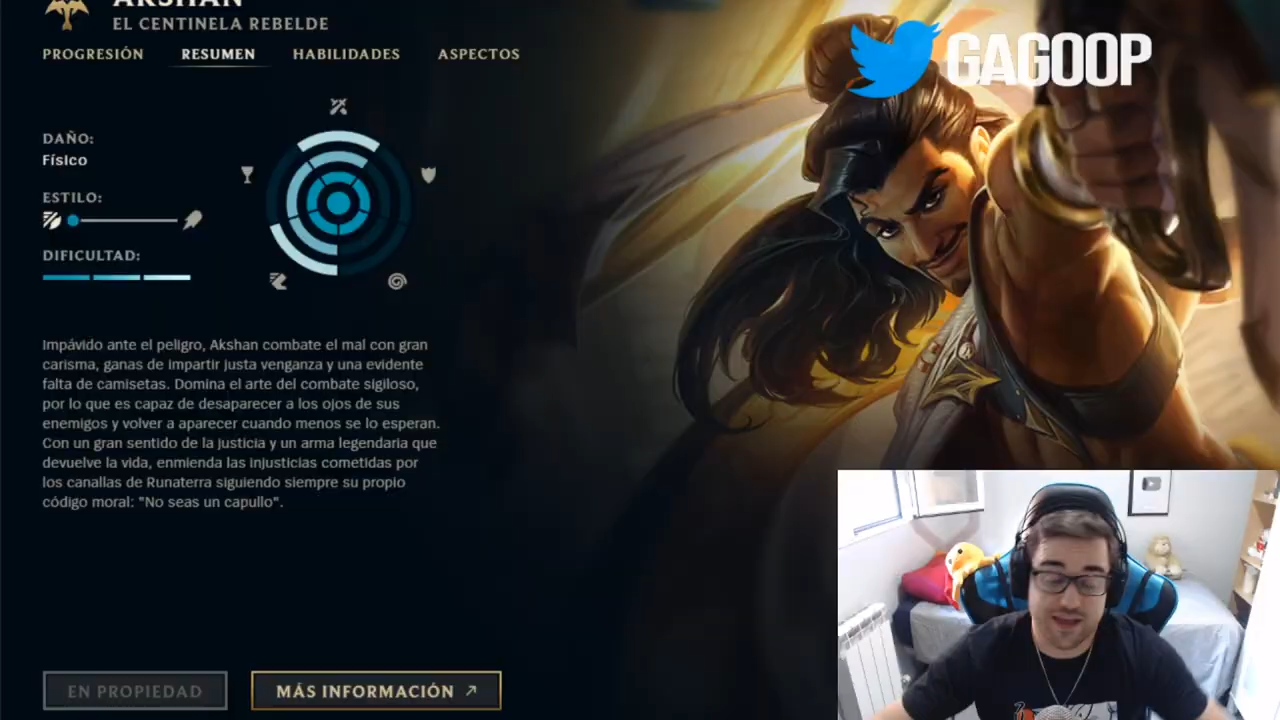 AKSHAN
EL CENTINELA REBELDE
PROGRESIÓN RESUMEN HABILIDADES ASPECTOS
GAGOOP
DAÑO:
Físico
ESTILO:
DIFICULTAD:
Impávido ante el peligro, Akshan combate el mal con gran
carisma, ganas de impartir justa venganza y una evidente
falta de camisetas. Domina el arte del combate sigiloso,
por lo que es capaz de desaparecer a los ojos de sus
enemigos y volver a aparecer cuando menos se lo esperan.
Con un gran sentido de la justicia y un arma legendaria que
devuelve la vida, enmienda las injusticias cometidas por
los canallas de Runaterra siguiendo siempre su propio
código moral: "No seas un capullo".
EN PROPIEDAD
MÁS INFORMACIÓN